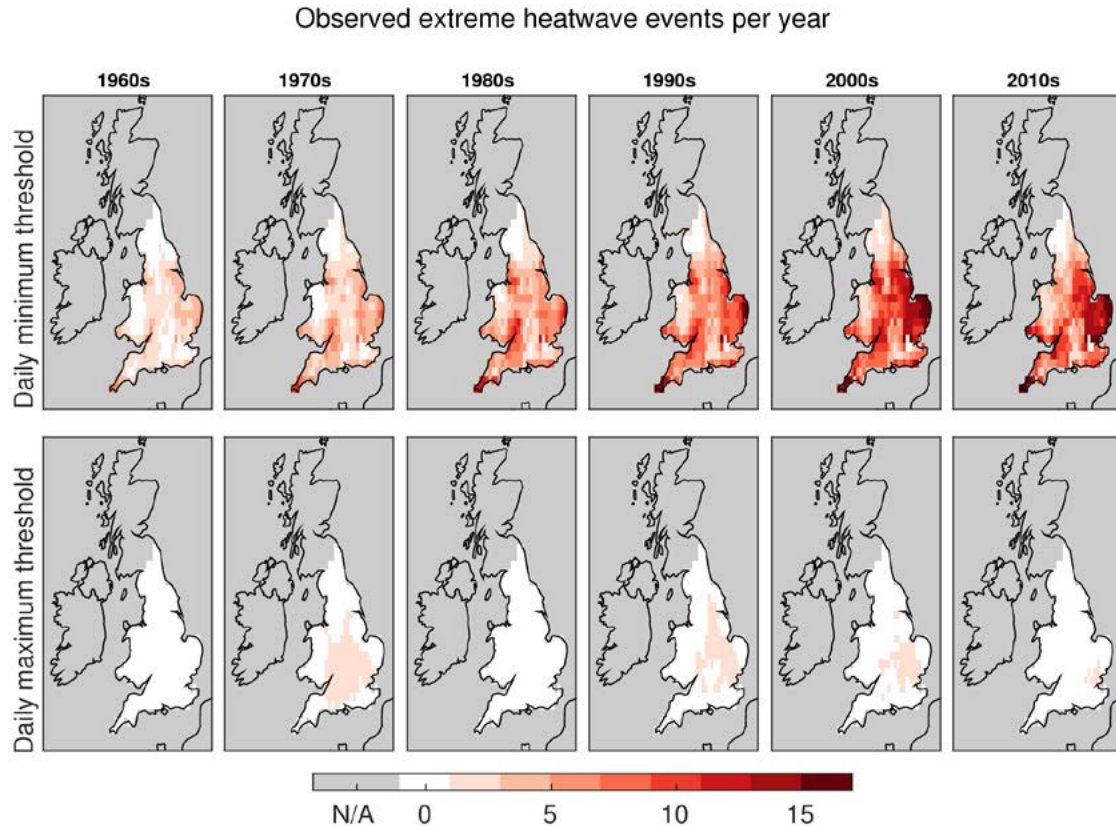 Observed extreme heatwave events per year
1960s 1970s 1980s 1990s 2000s 2010s
Daily minimum threshold
Daily maximum threshold
N/A 0 5 10 15